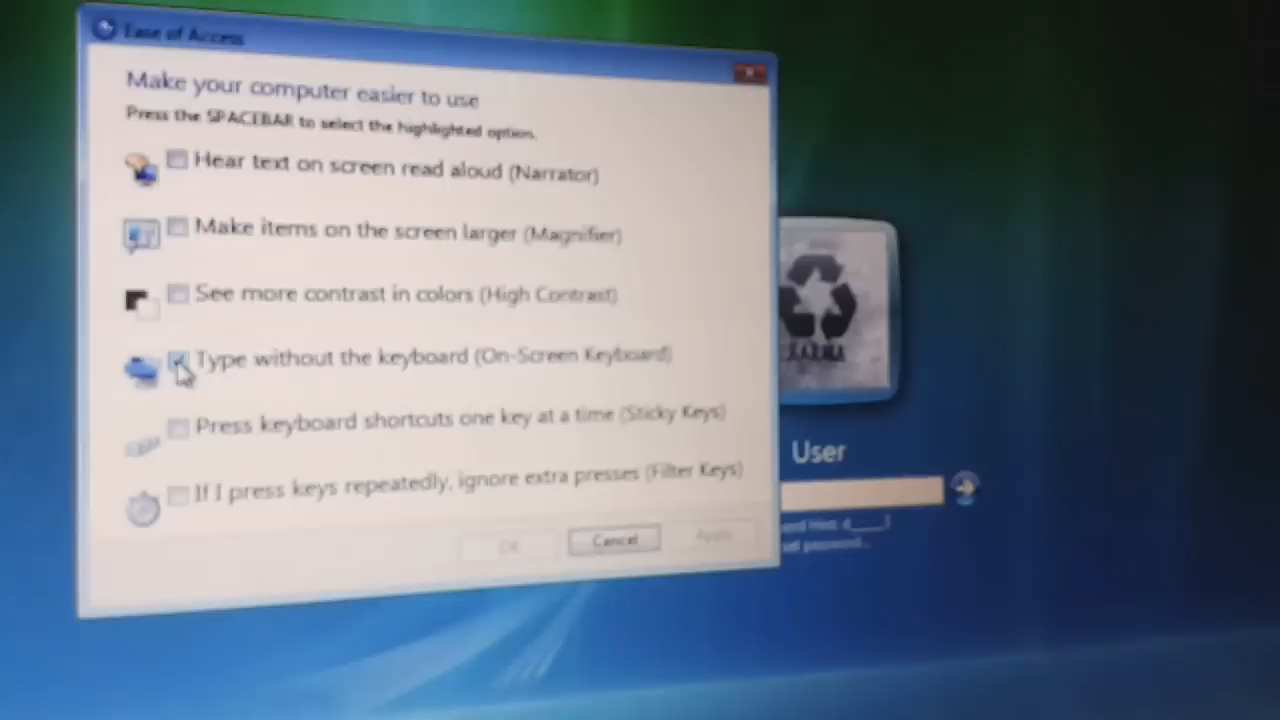 Ease of Access
Make your computer easier to use
Press the SPACEBAR to select the highlighted option.
Hear text on screen read aloud (Narrator)
Make items on the screen larger (Magnifier)
See more contrast in colors (High Contrast)
Type without the keyboard (On-Screen Keyboard)
Press keyboard shortcuts one key at a time (Sticky Keys)
If I press keys repeatedly, ignore extra presses (Filter Keys)
OK
Cancel
Apply
KARMA
User
password...